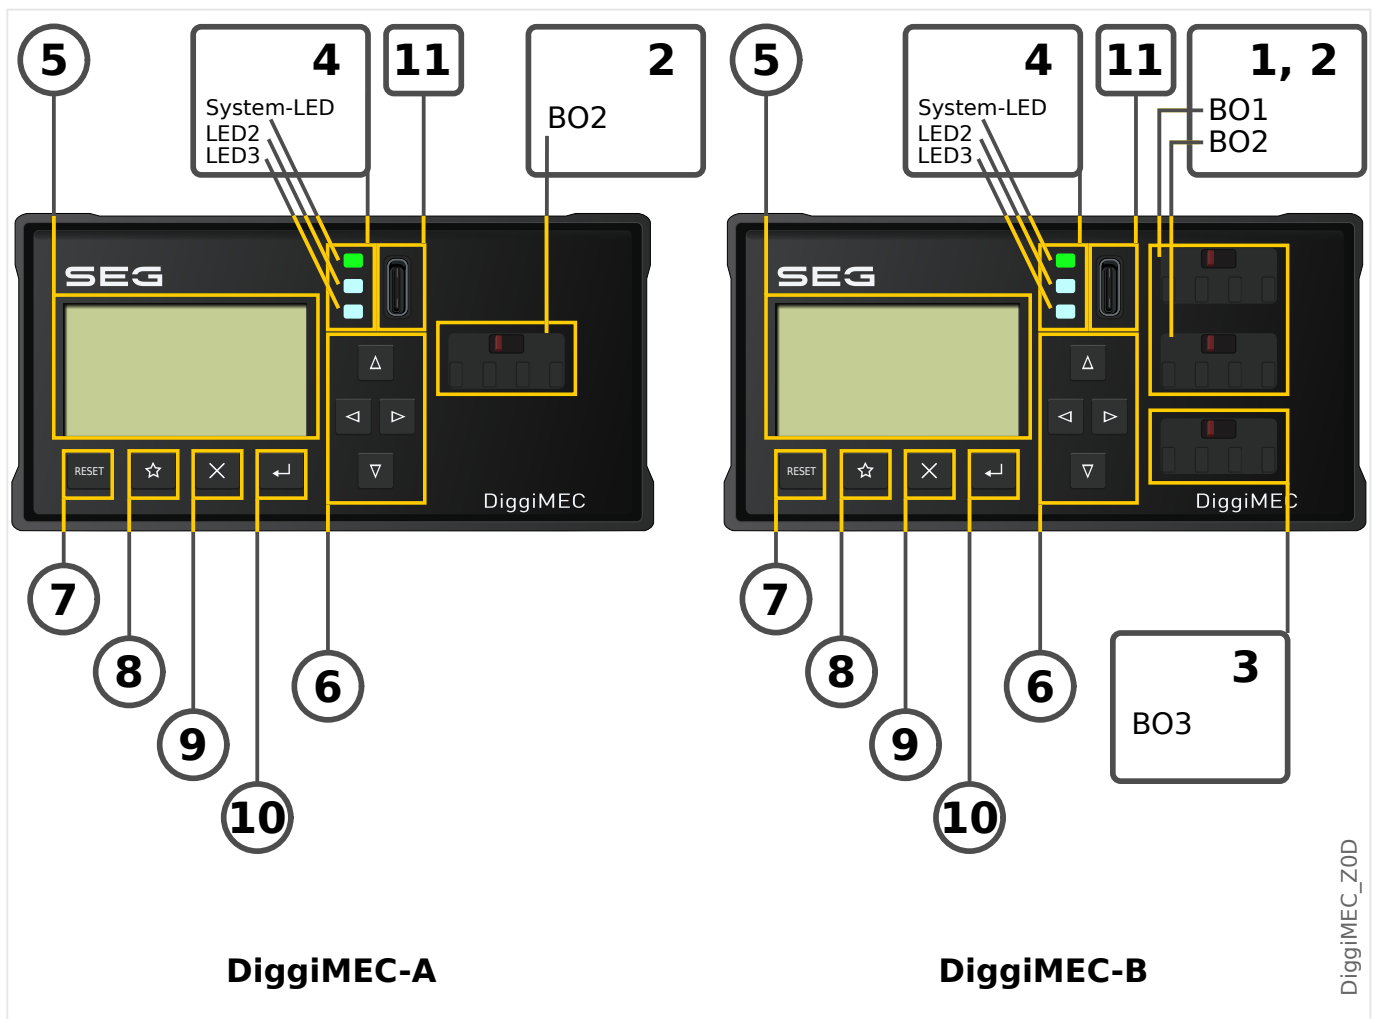 5
4
System-LED
LED2
LED3
11
2
BO2
SEG
RESET
DiggiMEC
7
8
9
10
6
DiggiMEC-A
5
4
System-LED
LED2
LED3
11
1, 2
BO1
BO2
SEG
RESET
DiggiMEC
7
8
9
10
6
3
BO3
DiggiMEC-B
DiggiMEC_Z0D